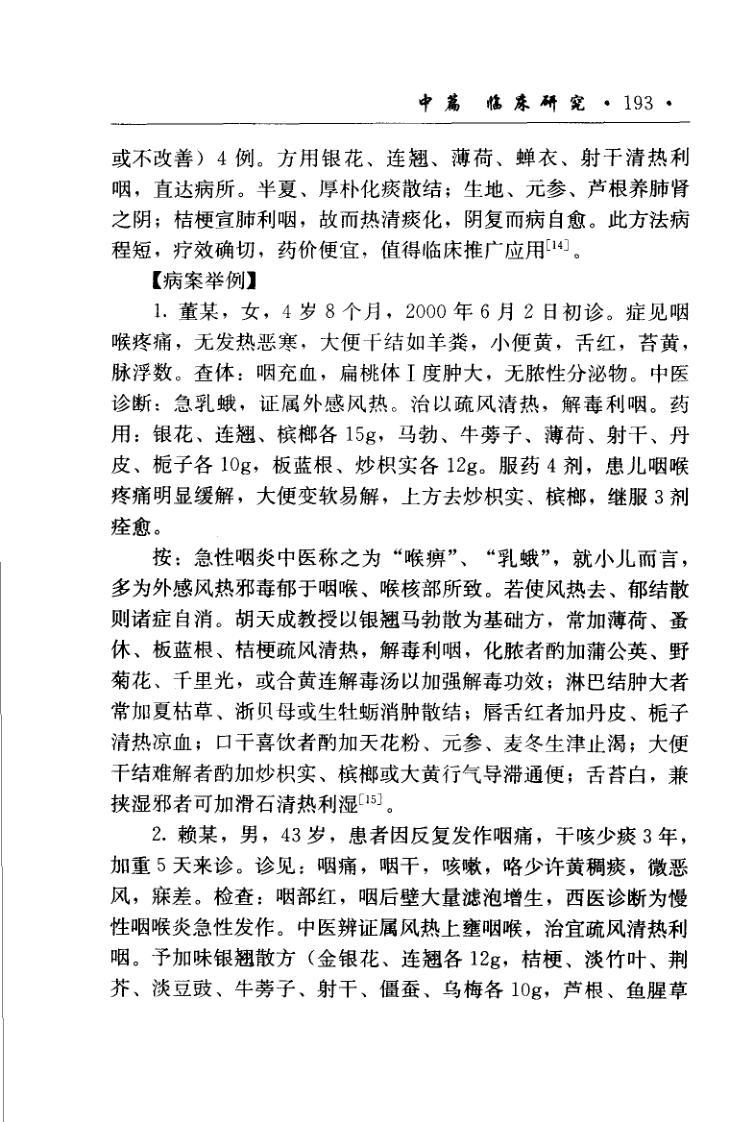 中篇 临床研究 · 193 ·
或不改善）4 例。方用银花、连翘、薄荷、蝉衣、射干清热利
咽，直达病所。半夏、厚朴化痰散结；生地、元参、芦根养肺肾
之阴；桔梗宣肺利咽，故而热清痰化，阴复而病自愈。此方法病
程短，疗效确切，药价便宜，值得临床推广应用[14]。
【病案举例】
1. 董某，女，4 岁 8 个月，2000 年 6 月 2 日初诊。症见咽
喉疼痛，无发热恶寒，大便干结如羊粪，小便黄，舌红，苔黄，
脉浮数。查体：咽充血，扁桃体Ⅰ度肿大，无脓性分泌物。中医
诊断：急乳蛾，证属外感风热。治以疏风清热，解毒利咽。药
用：银花、连翘、槟榔各 15g，马勃、牛蒡子、薄荷、射干、丹
皮、栀子各 10g，板蓝根、炒枳实各 12g。服药 4 剂，患儿咽喉
疼痛明显缓解，大便变软易解，上方去炒枳实、槟榔，继服 3 剂
痊愈。
按：急性咽炎中医称之为“喉痹”、“乳蛾”，就小儿而言，
多为外感风热邪毒郁于咽喉、喉核部所致。若使风热去、郁结散
则诸症自消。胡天成教授以银翘马勃散为基础方，常加薄荷、蚤
休、板蓝根、桔梗疏风清热，解毒利咽，化脓者酌加蒲公英、野
菊花、千里光，或合黄连解毒汤以加强解毒功效；淋巴结肿大者
常加夏枯草、浙贝母或生牡蛎消肿散结；唇舌红者加丹皮、栀子
清热凉血；口干喜饮者酌加天花粉、元参、麦冬生津止渴；大便
干结难解者酌加炒枳实、槟榔或大黄行气导滞通便；舌苔白，兼
挟湿邪者可加滑石清热利湿[15]。
2. 赖某，男，43 岁，患者因反复发作咽痛，干咳少痰 3 年，
加重 5 天来诊。诊见：咽痛，咽干，咳嗽，咯少许黄稠痰，微恶
风，寐差。检查：咽部红，咽后壁大量滤泡增生，西医诊断为慢
性咽喉炎急性发作。中医辨证属风热上壅咽喉，治宜疏风清热利
咽。予加味银翘散方（金银花、连翘各 12g，桔梗、淡竹叶、荆
芥、淡豆豉、牛蒡子、射干、僵蚕、乌梅各 10g，芦根、鱼腥草